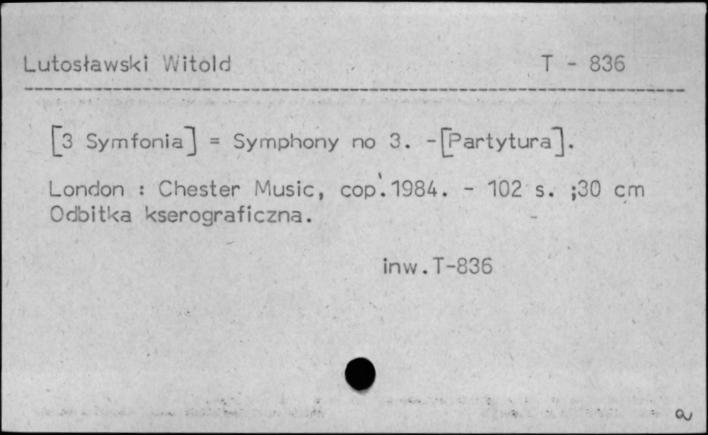 Lutosławski Witold T - 836
[3 Symfonia] = Symphony no 3. -[Partytura].
London : Chester Music, cop.1984. - 102 s. ;30 cm
Odbitka kserograficzna.
inw.T-836